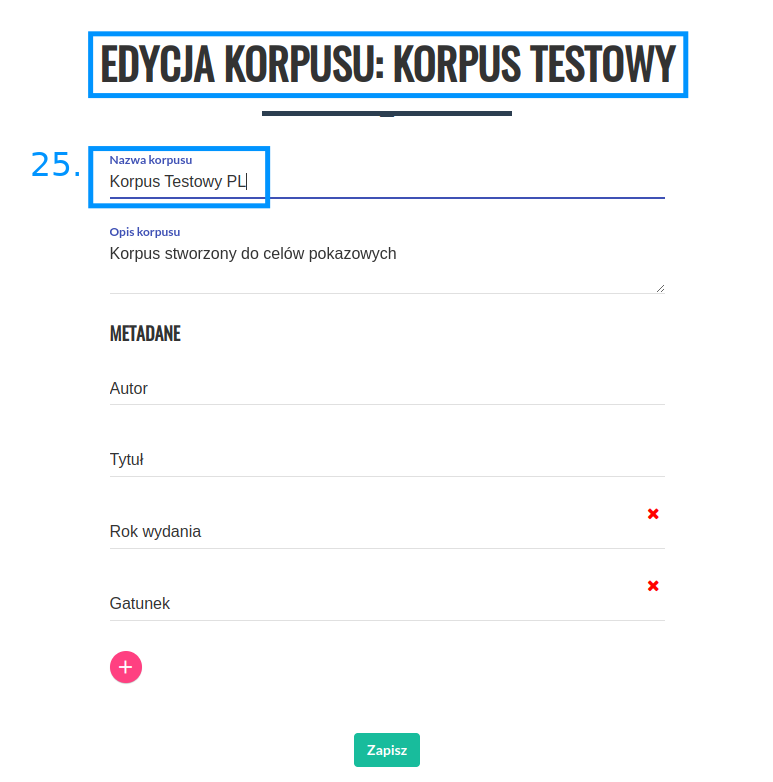 EDYCJA KORPUSU: KORPUS TESTOWY
25.
Nazwa korpusu
Korpus Testowy PL
Opis korpusu
Korpus stworzony do celów pokazowych
METADANE
Autor
Tytuł
Rok wydania
Gatunek
Zapisz